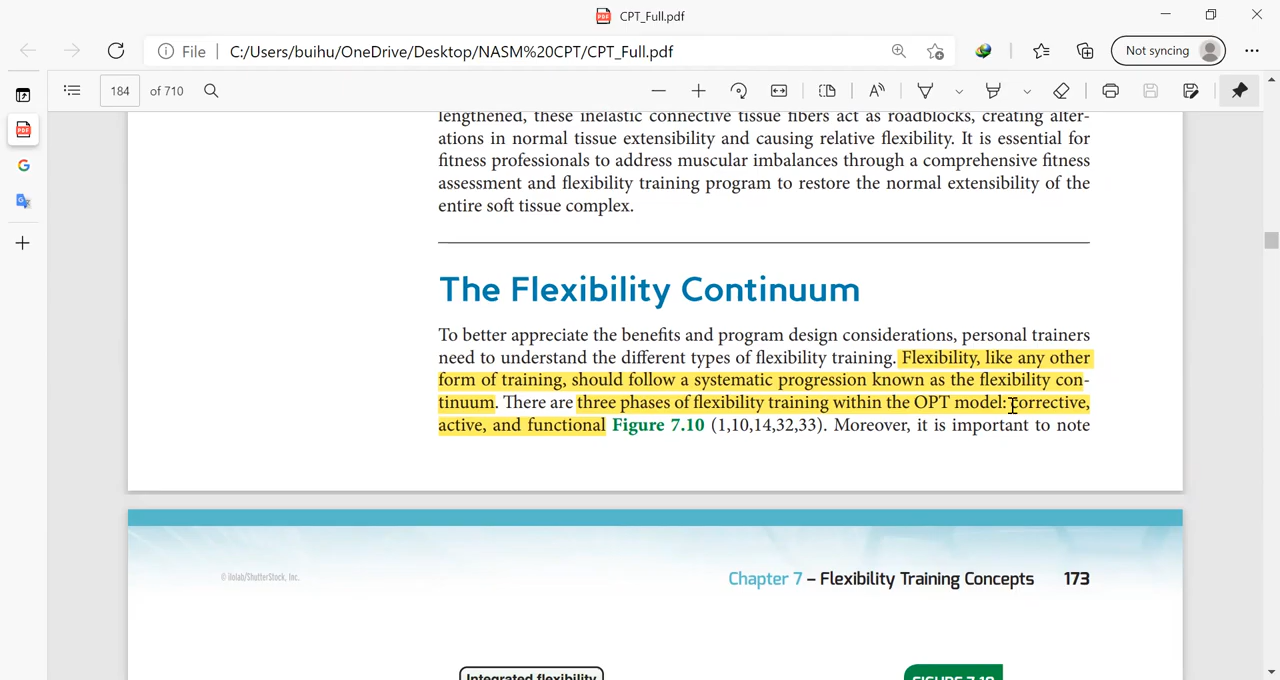 CPT_Full.pdf
File | C:/Users/buihu/OneDrive/Desktop/NASM%20CPT/CPT_Full.pdf
Not syncing
184 of 710
lengthened, these inelastic connective tissue fibers act as roadblocks, creating alter-
ations in normal tissue extensibility and causing relative flexibility. It is essential for
fitness professionals to address muscular imbalances through a comprehensive fitness
assessment and flexibility training program to restore the normal extensibility of the
entire soft tissue complex.
The Flexibility Continuum
To better appreciate the benefits and program design considerations, personal trainers
need to understand the different types of flexibility training. Flexibility, like any other
form of training, should follow a systematic progression known as the flexibility con-
tinuum. There are three phases of flexibility training within the OPT model: corrective,
active, and functional Figure 7.10 (1,10,14,32,33). Moreover, it is important to note
© ilolab/ShutterStock, Inc.
Chapter 7 – Flexibility Training Concepts 173
Integrated flexibility
FIGURE 7.10